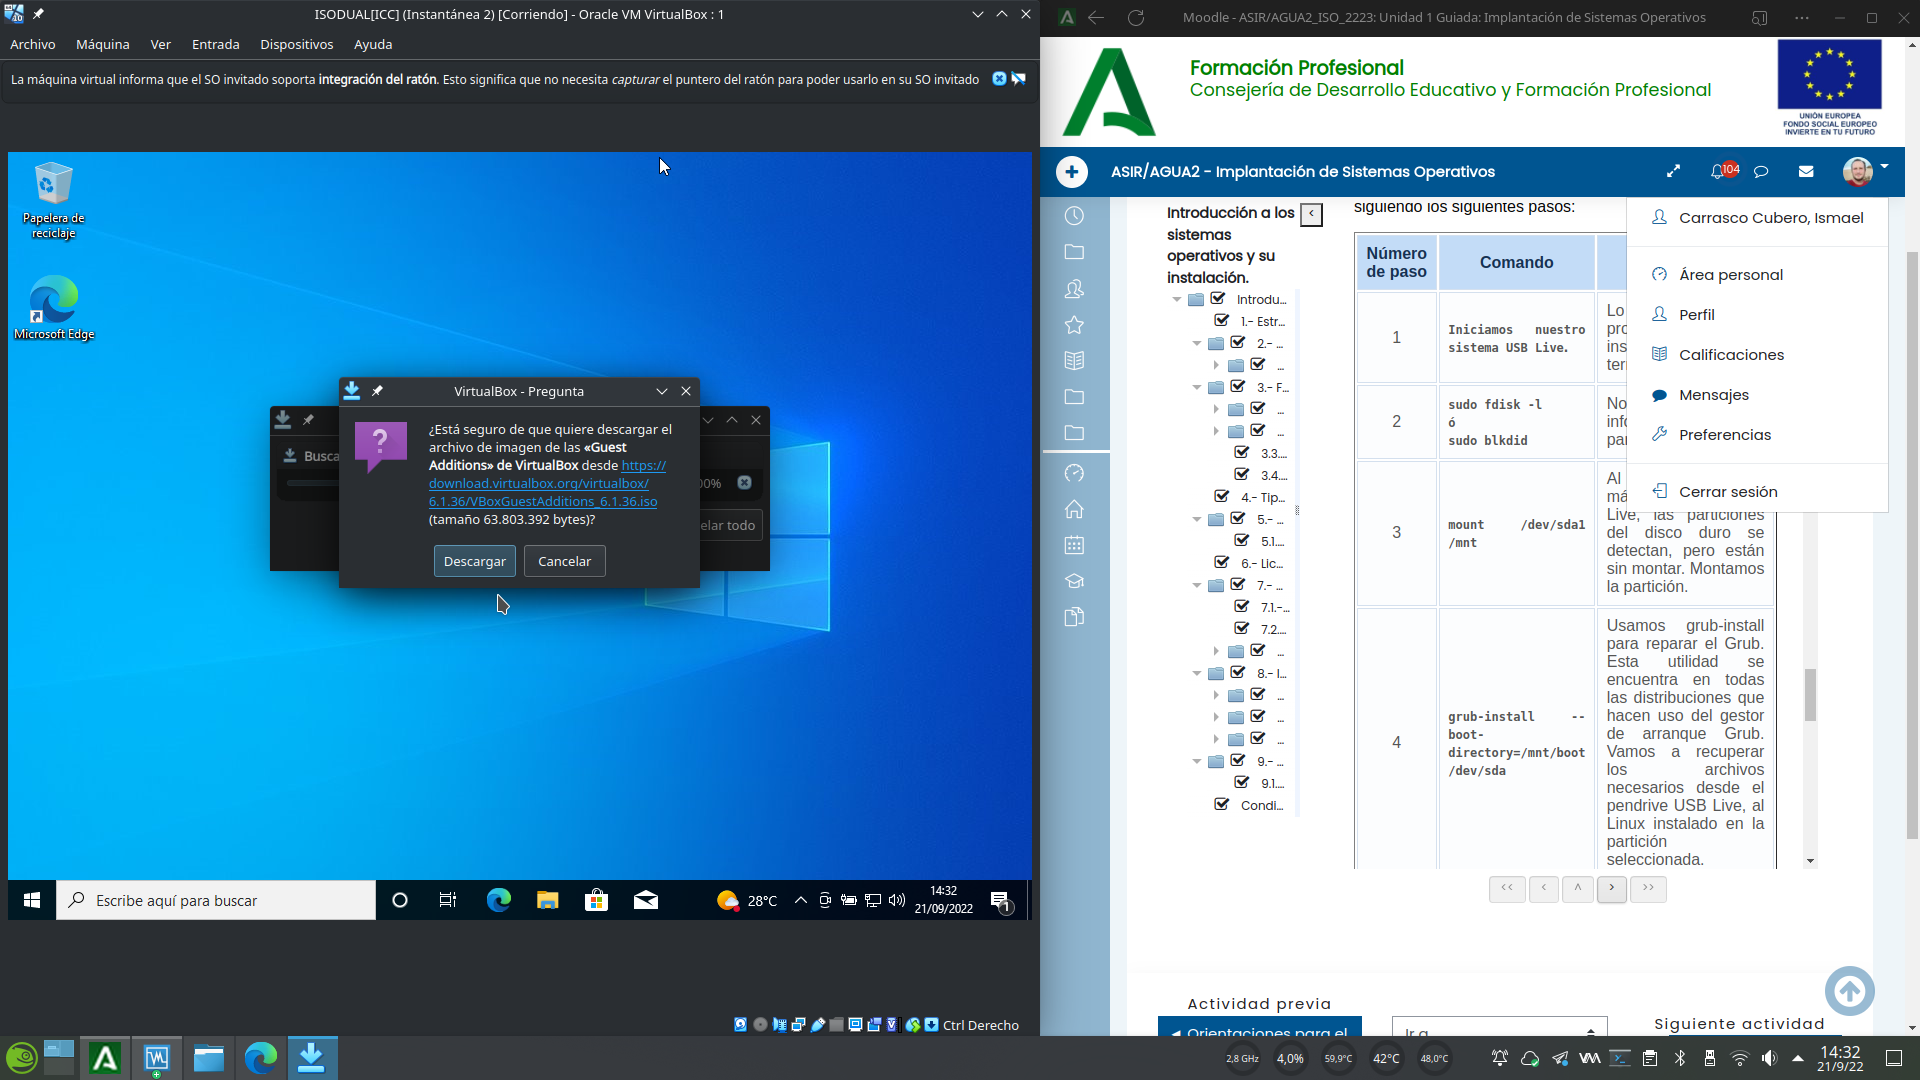 ISODUAL[ICC] (Instantánea 2) [Corriendo] - Oracle VM VirtualBox : 1
Archivo
Máquina
Ver
Entrada
Dispositivos
Ayuda
La máquina virtual informa que el SO invitado soporta integración del ratón. Esto significa que no necesita capturar el puntero del ratón para poder usarlo en su SO invitado
Papelera de
reciclaje
Microsoft Edge
VirtualBox - Pregunta
¿Está seguro de que quiere descargar el
archivo de imagen de las «Guest
Additions» de VirtualBox desde https://
download.virtualbox.org/virtualbox/
6.1.36/VBoxGuestAdditions_6.1.36.iso
(tamaño 63.803.392 bytes)?
Descargar
Cancelar
Busca
00%
elar todo
Escribe aquí para buscar
28°C
14:32
21/09/2022
1
Ctrl Derecho
Moodle - ASIR/AGUA2_ISO_2223: Unidad 1 Guiada: Implantación de Sistemas Operativos
Formación Profesional
Consejería de Desarrollo Educativo y Formación Profesional
UNIÓN EUROPEA
FONDO SOCIAL EUROPEO
INVIERTE EN TU FUTURO
ASIR/AGUA2 - Implantación de Sistemas Operativos
104
Introducción a los
sistemas
operativos y su
instalación.
Introdu...
1.- Estr...
2.- ...
...
3.- F...
...
...
3.3....
3.4....
4.- Tip...
5.- ...
5.1....
6.- Lic...
7.- ...
7.1.-...
7.2....
...
8.- I...
...
...
...
9.- ...
9.1....
Condi...
siguiendo los siguientes pasos:
Número
de paso
Comando
1
Iniciamos nuestro
sistema USB Live.
Lo
pro
ins
ter
2
sudo fdisk -l
ó
sudo blkdid
No
info
par
3
mount /dev/sda1
/mnt
Al
má
Live, las particiones
del disco duro se
detectan, pero están
sin montar. Montamos
la partición.
4
grub-install --
boot-
directory=/mnt/boot
/dev/sda
Usamos grub-install
para reparar el Grub.
Esta utilidad se
encuentra en todas
las distribuciones que
hacen uso del gestor
de arranque Grub.
Vamos a recuperar
los archivos
necesarios desde el
pendrive USB Live, al
Linux instalado en la
partición
seleccionada.
Carrasco Cubero, Ismael
Área personal
Perfil
Calificaciones
Mensajes
Preferencias
Cerrar sesión
Actividad previa
◄ Orientaciones para el
Ir a...
Siguiente actividad
2,8 GHz
4,0%
59,9°C
42°C
48,0°C
14:32
21/9/22